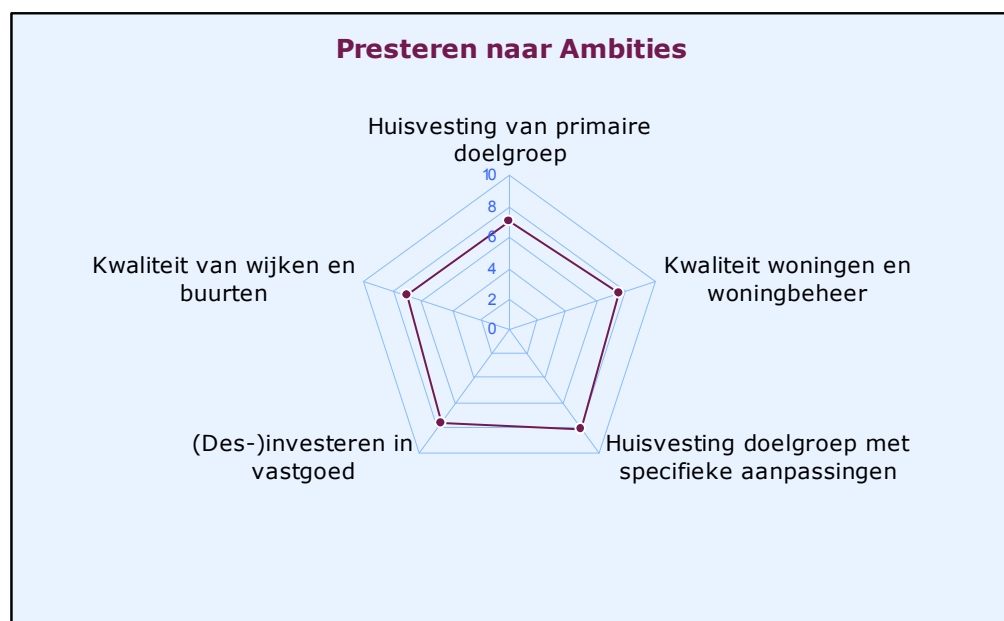 Presteren naar Ambities
Huisvesting van primaire
doelgroep
10
8
6
4
2
0
Kwaliteit woningen en
woningbeheer
Huisvesting doelgroep met
specifieke aanpassingen
(Des-)investeren in
vastgoed
Kwaliteit van wijken en
buurten